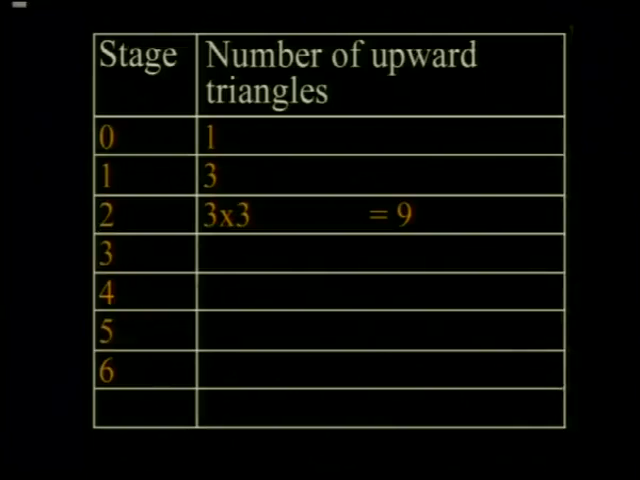 Stage Number of upward
triangles
0 1
1 3
2 3x3 = 9
3
4
5
6